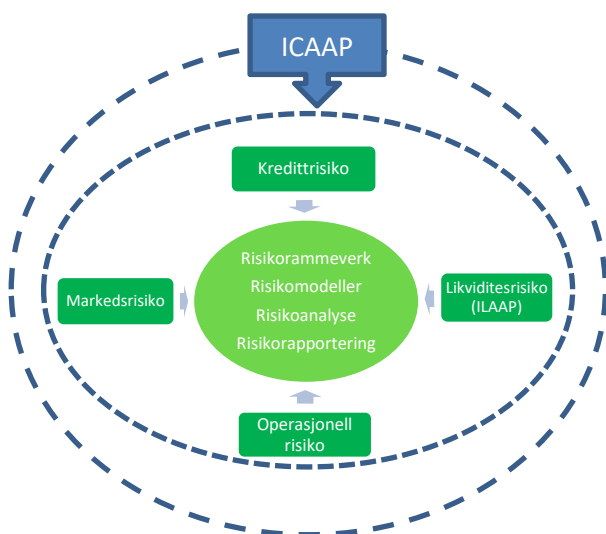 ICAAP
Kredittrisiko
Risikorammeverk
Risikomodeller
Risikoanalyse
Risikorapportering
Markedsrisiko
Likviditesrisiko
(ILAAP)
Operasjonell
risiko